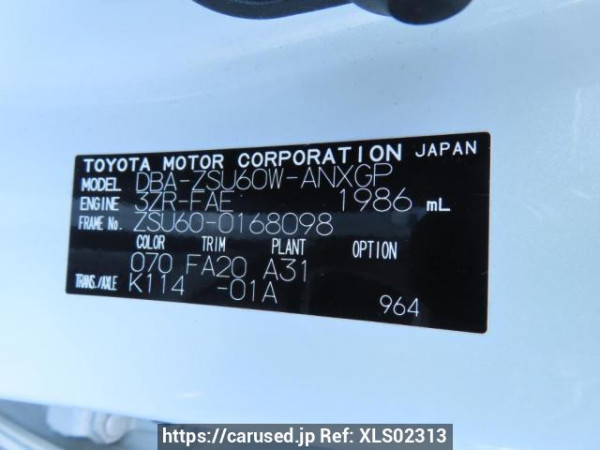 TOYOTA MOTOR CORPORATION JAPAN
MODEL DBA-ZSU60W-ANXGP
ENGINE 3ZR-FAE 1986 mL
FRAME No. ZSU60-0168098
COLOR TRIM PLANT OPTION
070 FA20 A31
TRANS./AXLE K114 -01A
964
https://carused.jp Ref: XLS02313